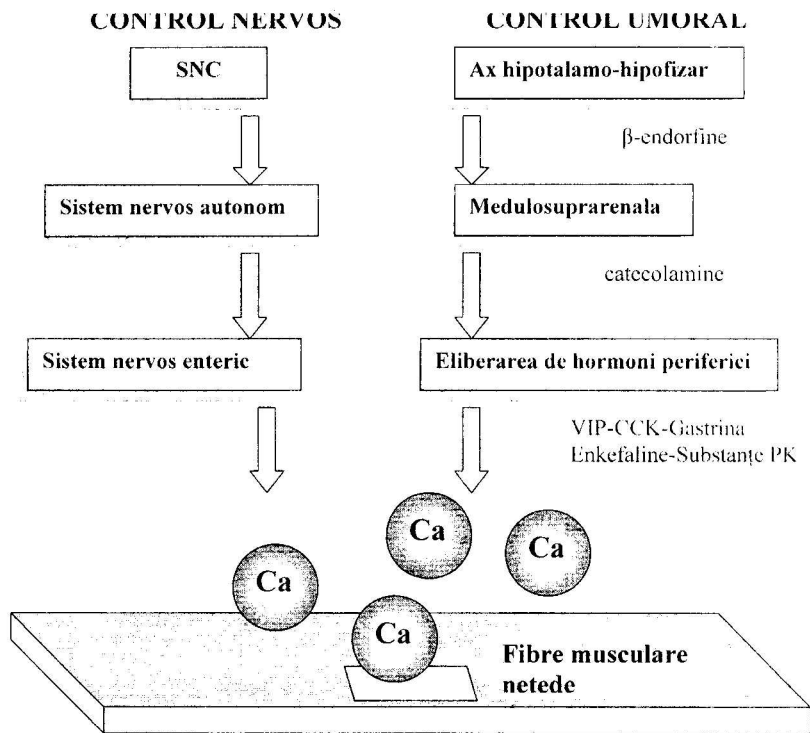 CONTROL NERVOS
CONTROL UMORAL
SNC
Ax hipotalamo-hipofizar
β-endorfine
Sistem nervos autonom
Medulosuprarenala
catecolamine
Sistem nervos enteric
Eliberarea de hormoni periferici
VIP-CCK-Gastrina
Enkefaline-Substanțe PK
Ca
Ca
Ca
Ca
Fibre musculare
netede